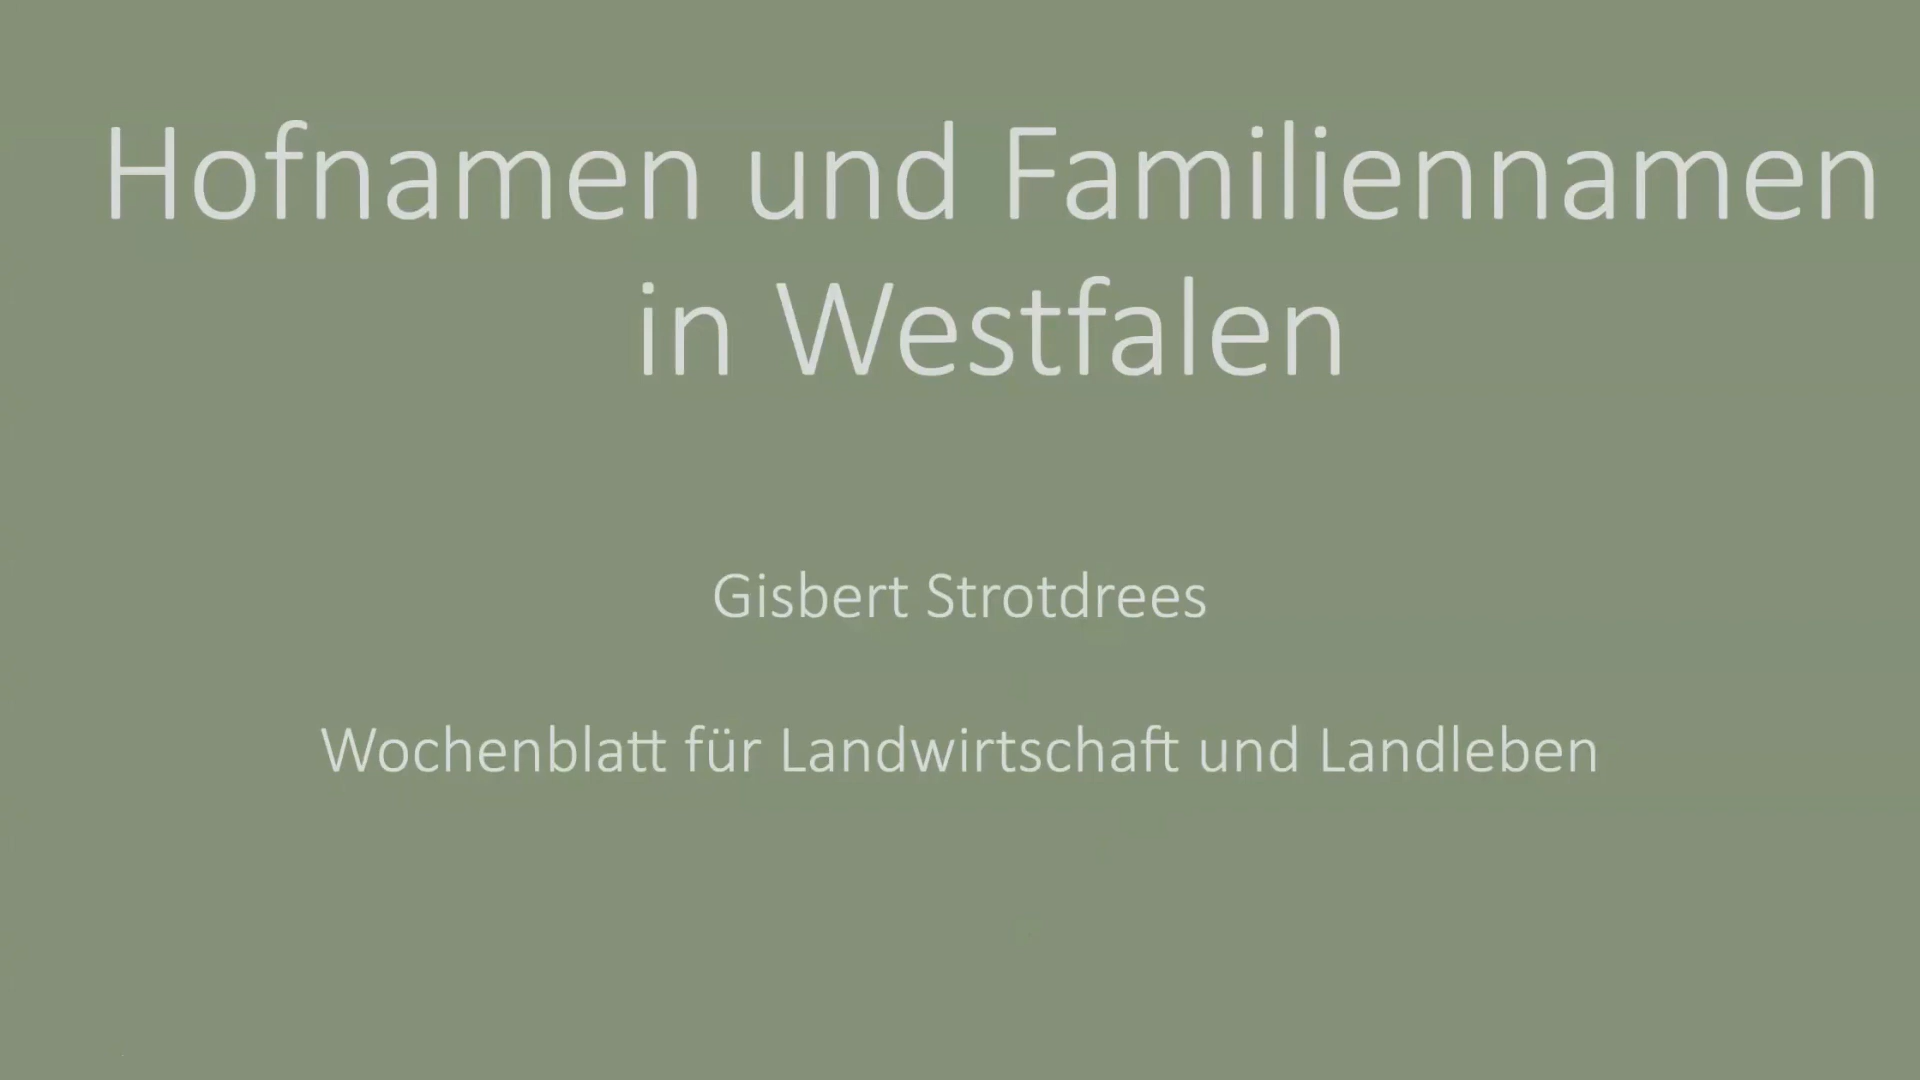 Hofnamen und Familiennamen
in Westfalen
Gisbert Strotdrees
Wochenblatt für Landwirtschaft und Landleben